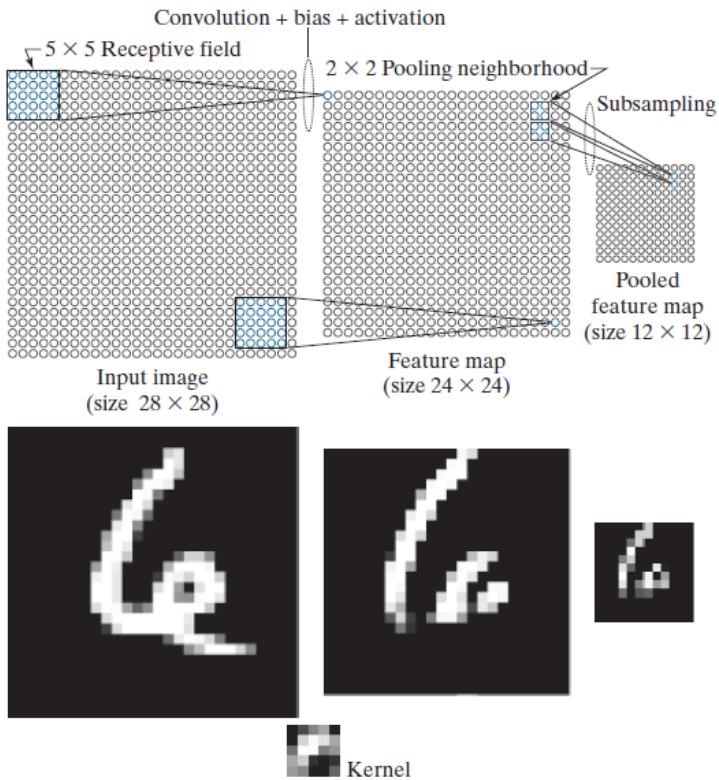 Convolution + bias + activation
5 × 5 Receptive field
2 × 2 Pooling neighborhood
Subsampling
Pooled
feature map
(size 12 × 12)
Feature map
(size 24 × 24)
Input image
(size 28 × 28)
Kernel